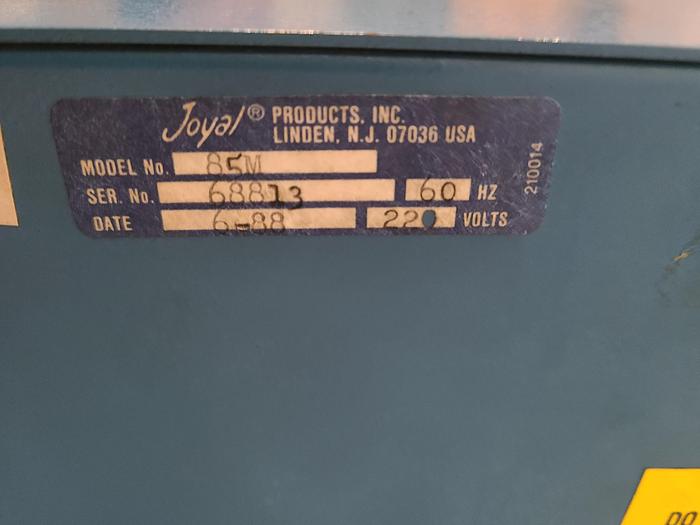 Joyal® PRODUCTS, INC.
LINDEN, N.J. 07036 USA
MODEL No. 85M
SER. No. 68813 60 HZ
DATE 6-88 220 VOLTS
210014
DO